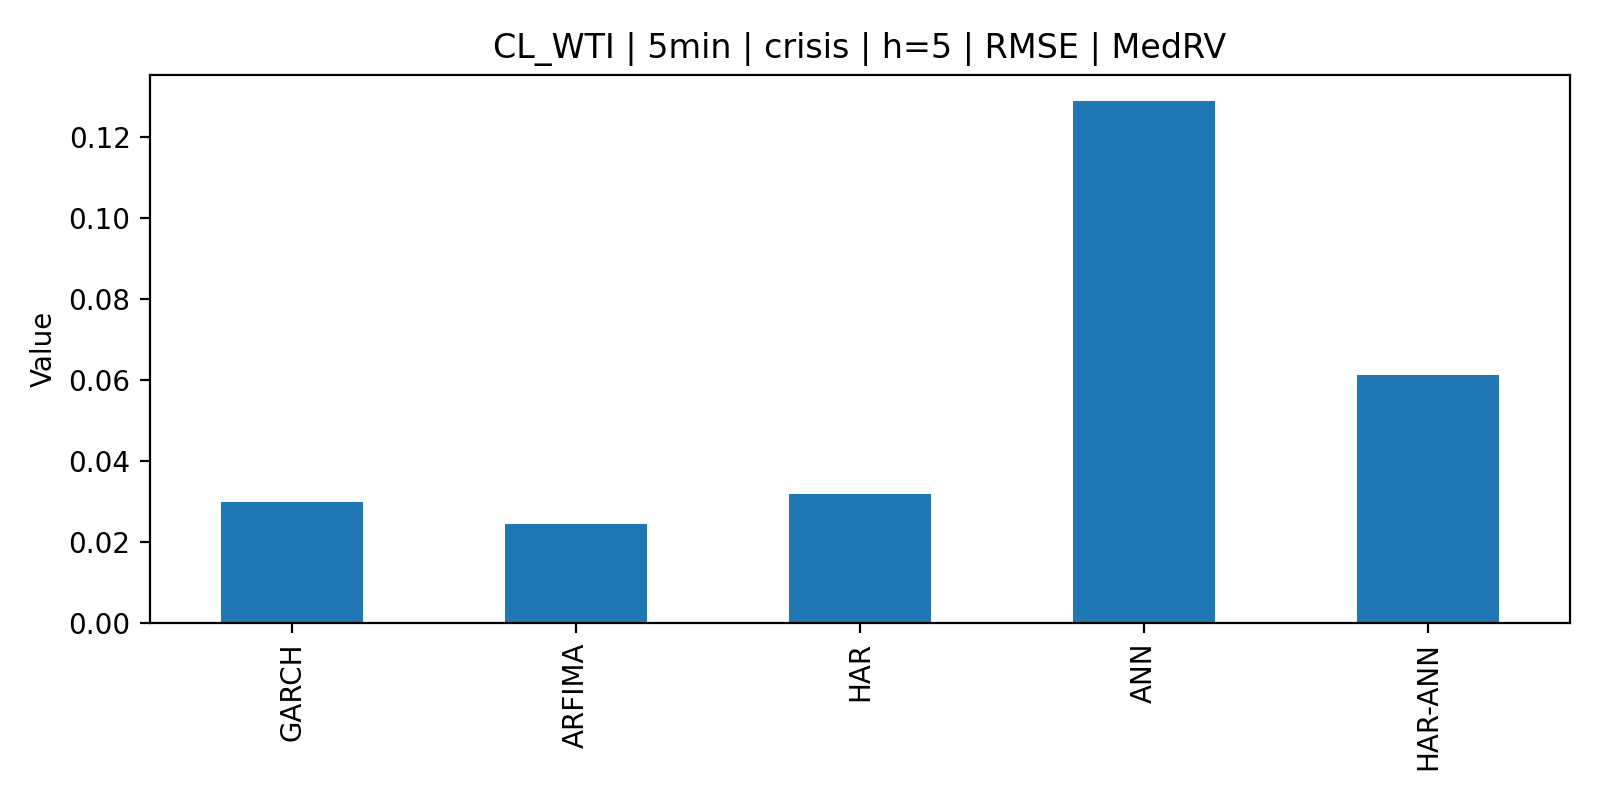 CL_WTI | 5min | crisis | h=5 | RMSE | MedRV
Value
0.12
0.10
0.08
0.06
0.04
0.02
0.00
GARCH
ARFIMA
HAR
ANN
HAR-ANN